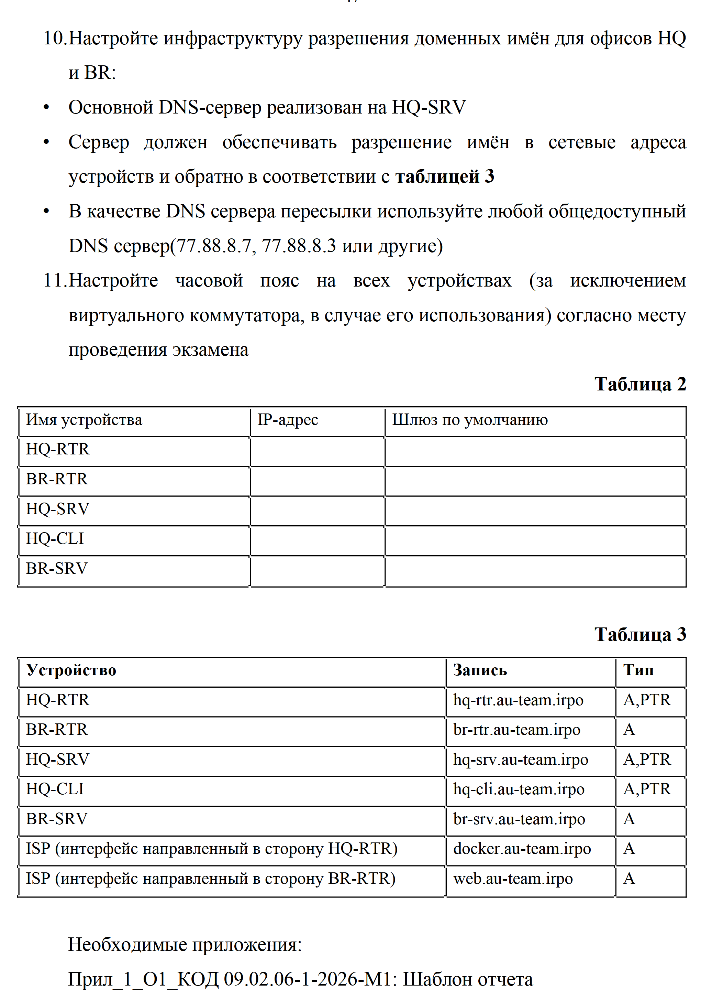 10.Настройте инфраструктуру разрешения доменных имён для офисов HQ
и BR:
• Основной DNS-сервер реализован на HQ-SRV
• Сервер должен обеспечивать разрешение имён в сетевые адреса
устройств и обратно в соответствии с таблицей 3
• В качестве DNS сервера пересылки используйте любой общедоступный
DNS сервер(77.88.8.7, 77.88.8.3 или другие)
11.Настройте часовой пояс на всех устройствах (за исключением
виртуального коммутатора, в случае его использования) согласно месту
проведения экзамена
Таблица 2
Имя устройства IP-адрес Шлюз по умолчанию
HQ-RTR
BR-RTR
HQ-SRV
HQ-CLI
BR-SRV
Таблица 3
Устройство Запись Тип
HQ-RTR hq-rtr.au-team.irpo A,PTR
BR-RTR br-rtr.au-team.irpo A
HQ-SRV hq-srv.au-team.irpo A,PTR
HQ-CLI hq-cli.au-team.irpo A,PTR
BR-SRV br-srv.au-team.irpo A
ISP (интерфейс направленный в сторону HQ-RTR) docker.au-team.irpo A
ISP (интерфейс направленный в сторону BR-RTR) web.au-team.irpo A
Необходимые приложения:
Прил_1_О1_КОД 09.02.06-1-2026-М1: Шаблон отчета